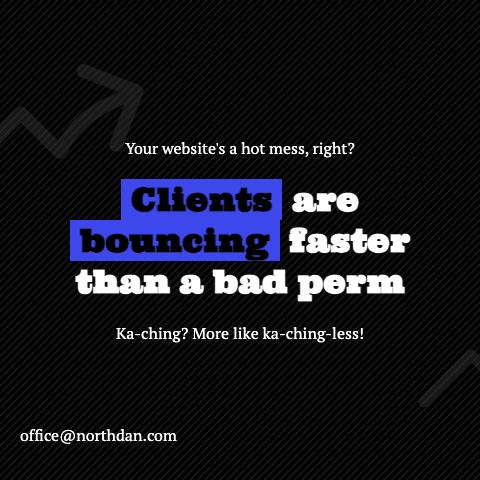 Your website's a hot mess, right?
Clients are
bouncing faster
than a bad perm
Ka-ching? More like ka-ching-less!
office@northdan.com